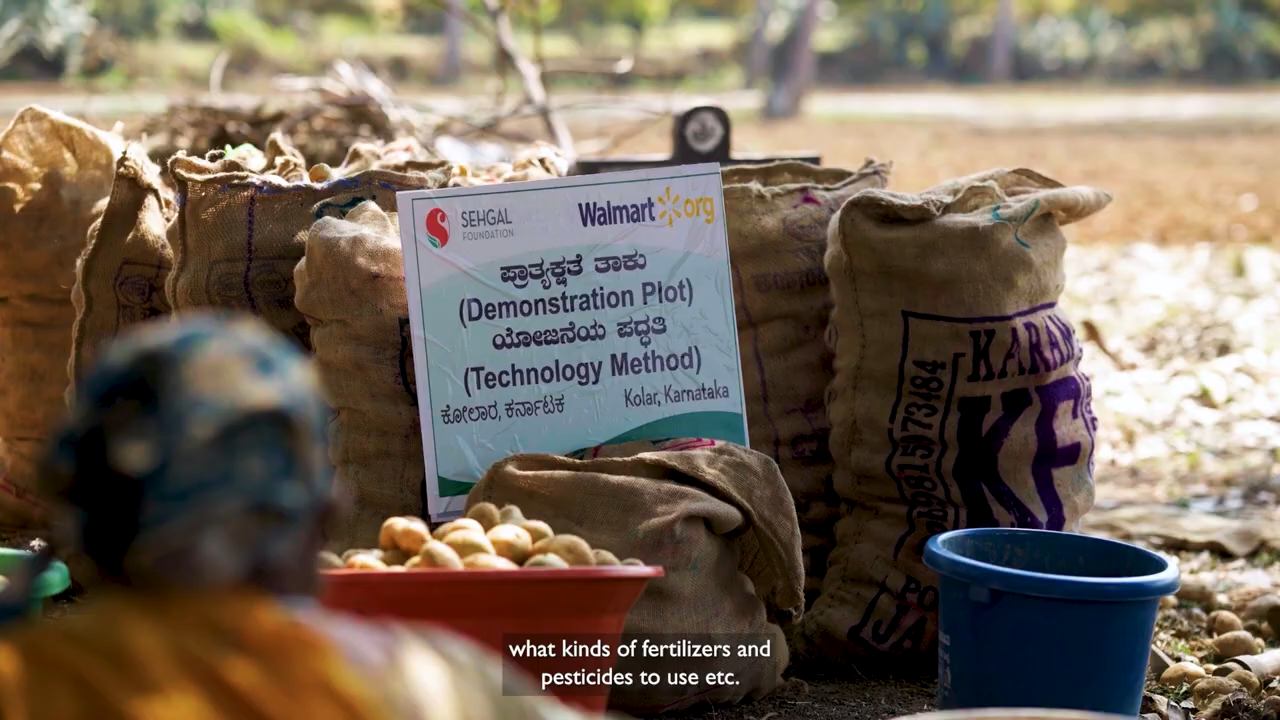 SEHGAL
FOUNDATION
Walmart org
ಪ್ರಾತ್ಯಕ್ಷತೆ ತಾಕು
(Demonstration Plot)
ಯೋಜನೆಯ ಪದ್ಧತಿ
(Technology Method)
ಕೋಲಾರ, ಕರ್ನಾಟಕ
Kolar, Karnataka
KARAN
KF
what kinds of fertilizers and
pesticides to use etc.